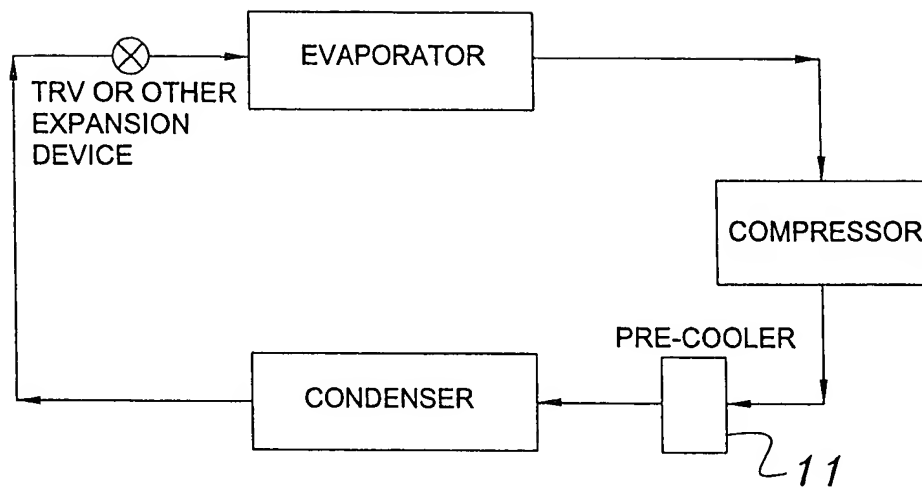 EVAPORATOR
TRV OR OTHER
EXPANSION
DEVICE
COMPRESSOR
PRE-COOLER
CONDENSER
11